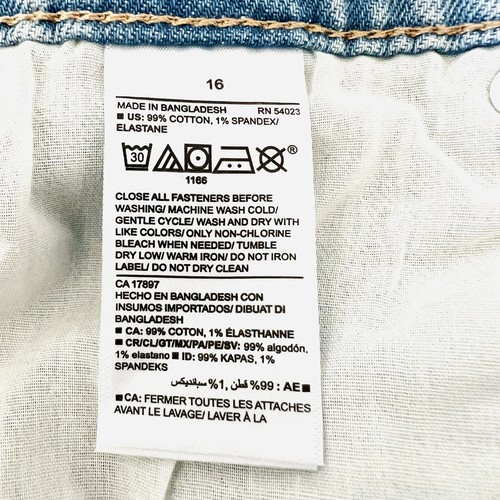 16
MADE IN BANGLADESH RN 54023
■ US: 99% COTTON, 1% SPANDEX/
ELASTANE
30 ®
1166
CLOSE ALL FASTENERS BEFORE
WASHING/ MACHINE WASH COLD/
GENTLE CYCLE/ WASH AND DRY WITH
LIKE COLORS/ ONLY NON-CHLORINE
BLEACH WHEN NEEDED/ TUMBLE
DRY LOW/ WARM IRON/ DO NOT IRON
LABEL/ DO NOT DRY CLEAN
CA 17897
HECHO EN BANGLADESH CON
INSUMOS IMPORTADOS/ DIBUAT DI
BANGLADESH
■ CA: 99% COTON, 1% ÉLASTHANNE
■ CR/CL/GT/MX/PA/PE/SV: 99% algodón,
1% elastano ■ ID: 99% KAPAS, 1%
SPANDEKS
■ AE : 99% قطن, 1% سبانديكس
■ CA: FERMER TOUTES LES ATTACHES
AVANT LE LAVAGE/ LAVER À LA